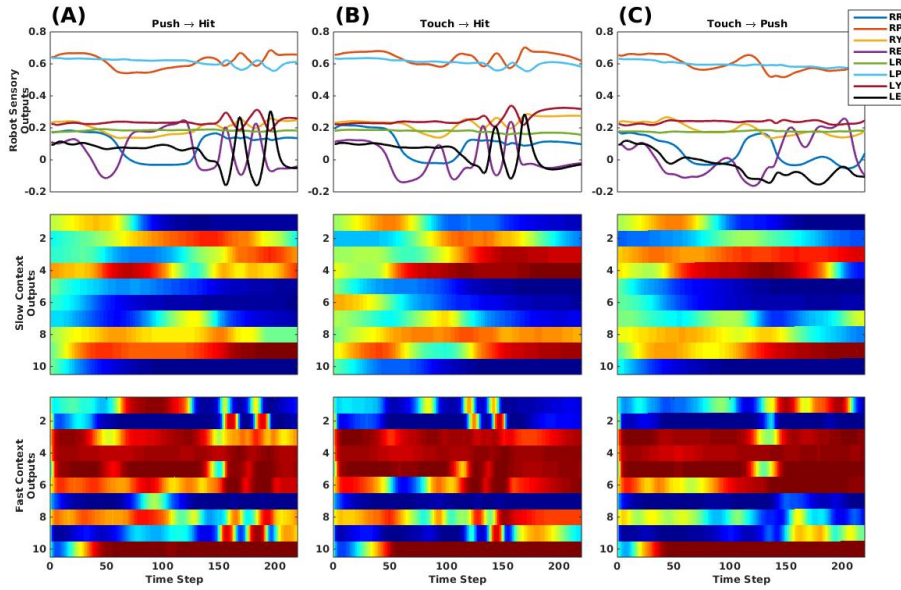 (A) Push → Hit
(B) Touch → Hit
(C) Touch → Push
RR
RP
RY
RE
LR
LP
LY
LE
Robot Sensory
Outputs
0.8
0.6
0.4
0.2
0
-0.2
0.8
0.6
0.4
0.2
0
-0.2
0.8
0.6
0.4
0.2
0
-0.2
Slow Context
Outputs
2
4
6
8
10
2
4
6
8
10
2
4
6
8
10
Fast Context
Outputs
2
4
6
8
10
2
4
6
8
10
2
4
6
8
10
0 50 100 150 200
0 50 100 150 200
0 50 100 150 200
Time Step
Time Step
Time Step